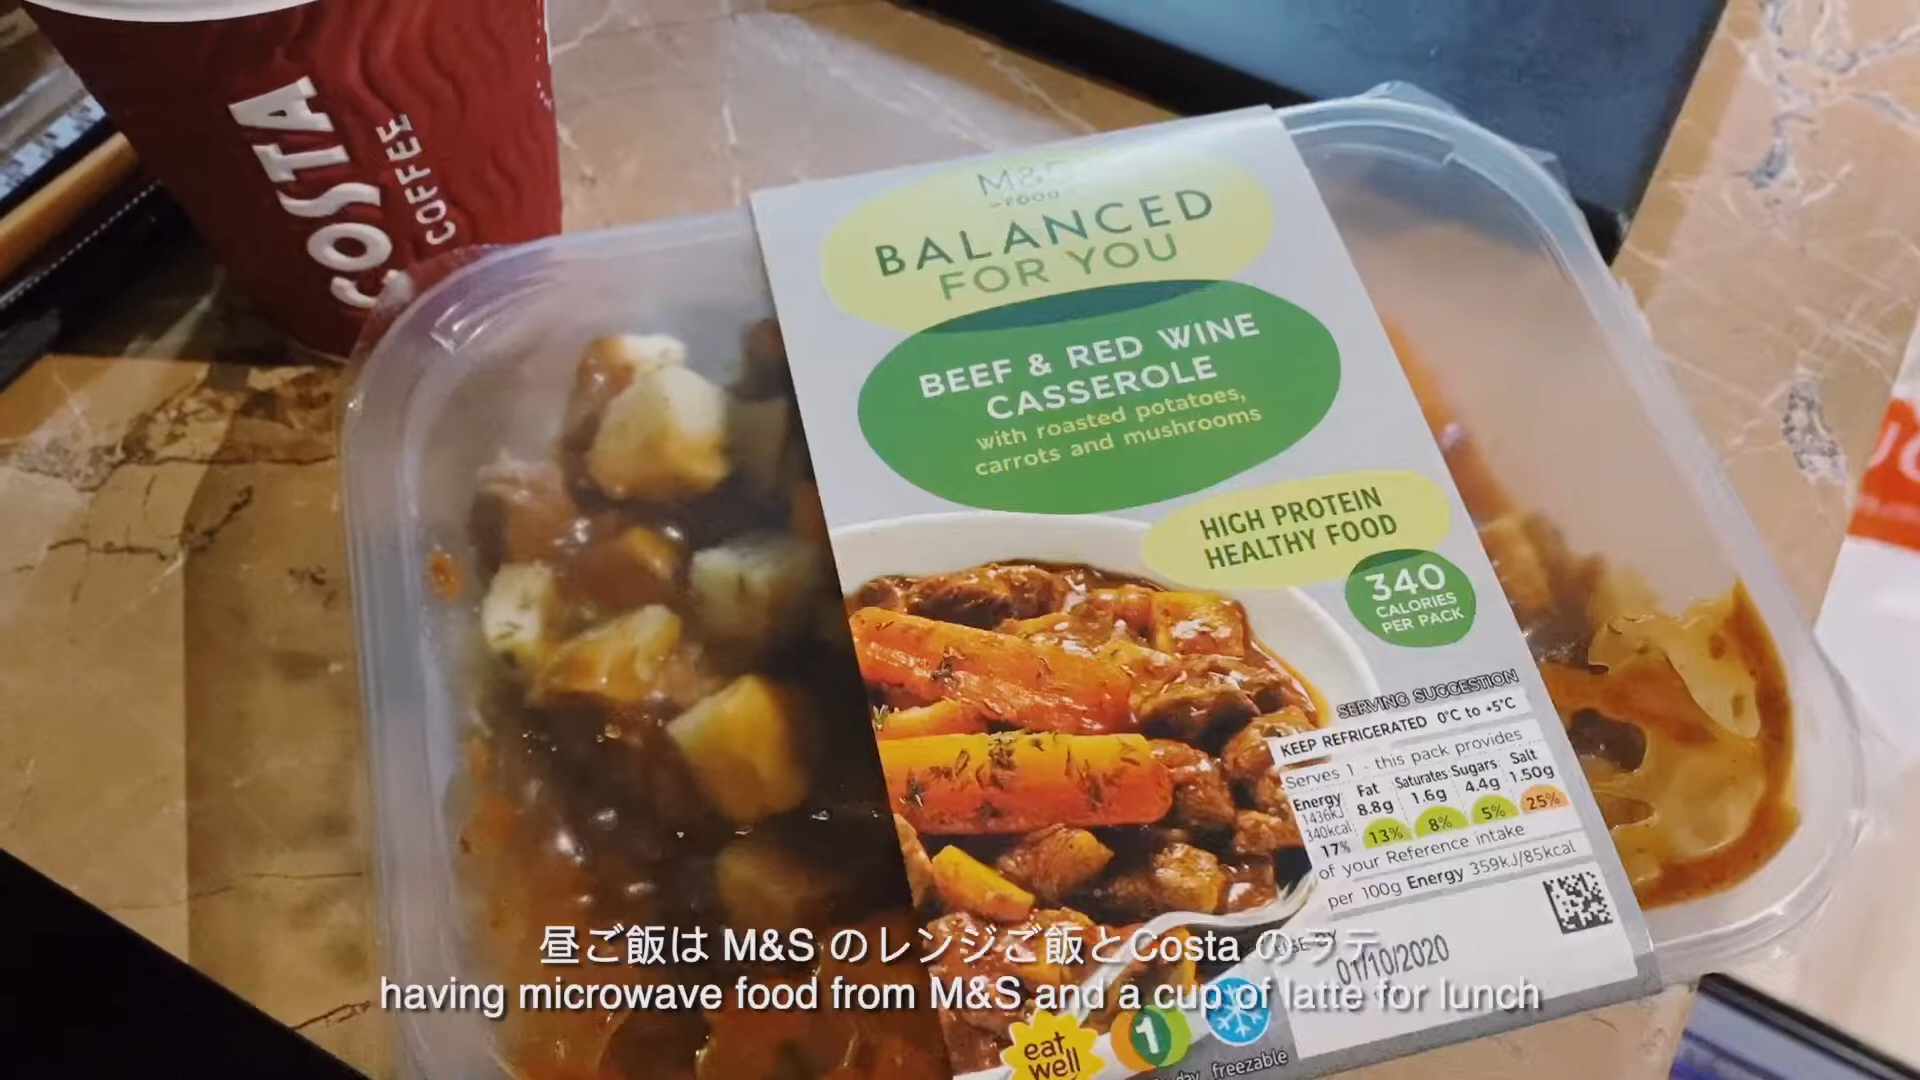 COSTA
COFFEE
M&S
FOOD
BALANCED
FOR YOU
BEEF & RED WINE
CASSEROLE
with roasted potatoes,
carrots and mushrooms
HIGH PROTEIN
HEALTHY FOOD
340
CALORIES
PER PACK
SERVING SUGGESTION
KEEP REFRIGERATED 0°C to +5°C
Serves 1 - this pack provides
Energy Fat Saturates Sugars Salt
1436kJ 8.8g 1.6g 4.4g 1.50g
340kcal
17% 13% 8% 5% 25%
of your Reference intake
per 100g Energy 359kJ/85kcal
BY
01/10/2020
昼ご飯は M&S のレンジご飯とCosta のラテ
having microwave food from M&S and a cup of latte for lunch
eat
well
1
day
freezable